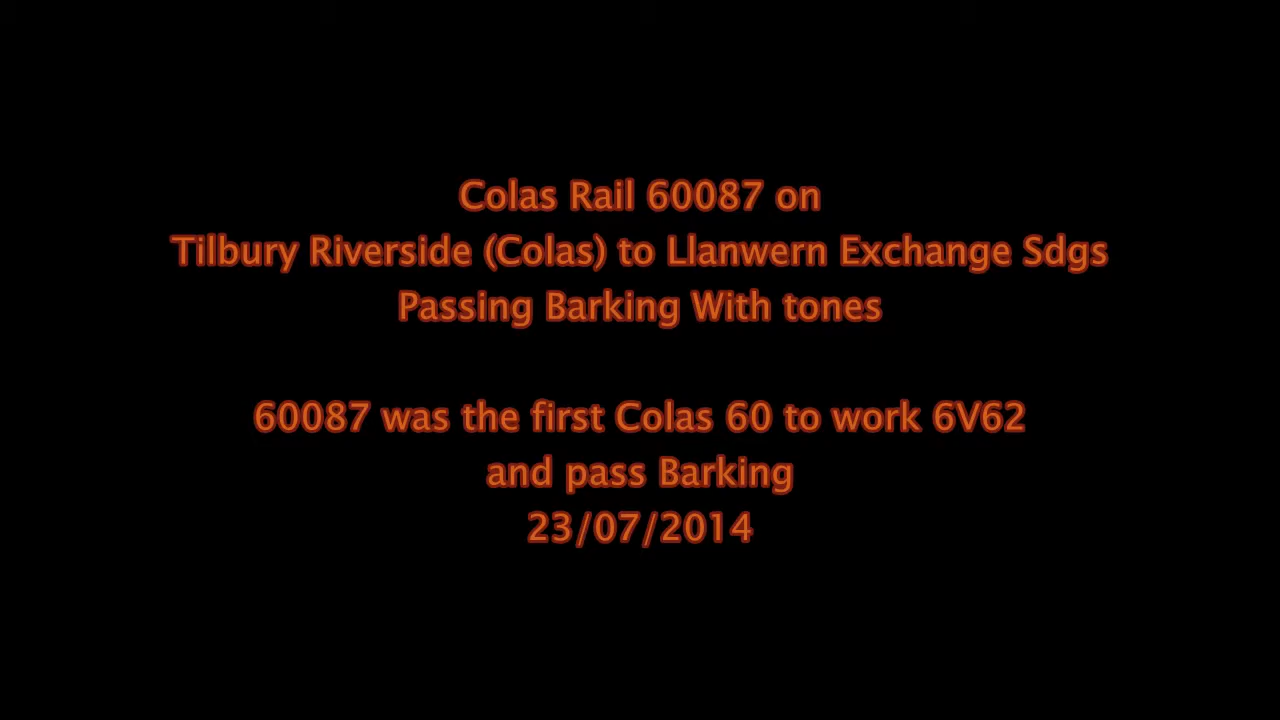 Colas Rail 60087 on
Tilbury Riverside (Colas) to Llanwern Exchange Sdgs
Passing Barking With tones
60087 was the first Colas 60 to work 6V62
and pass Barking
23/07/2014